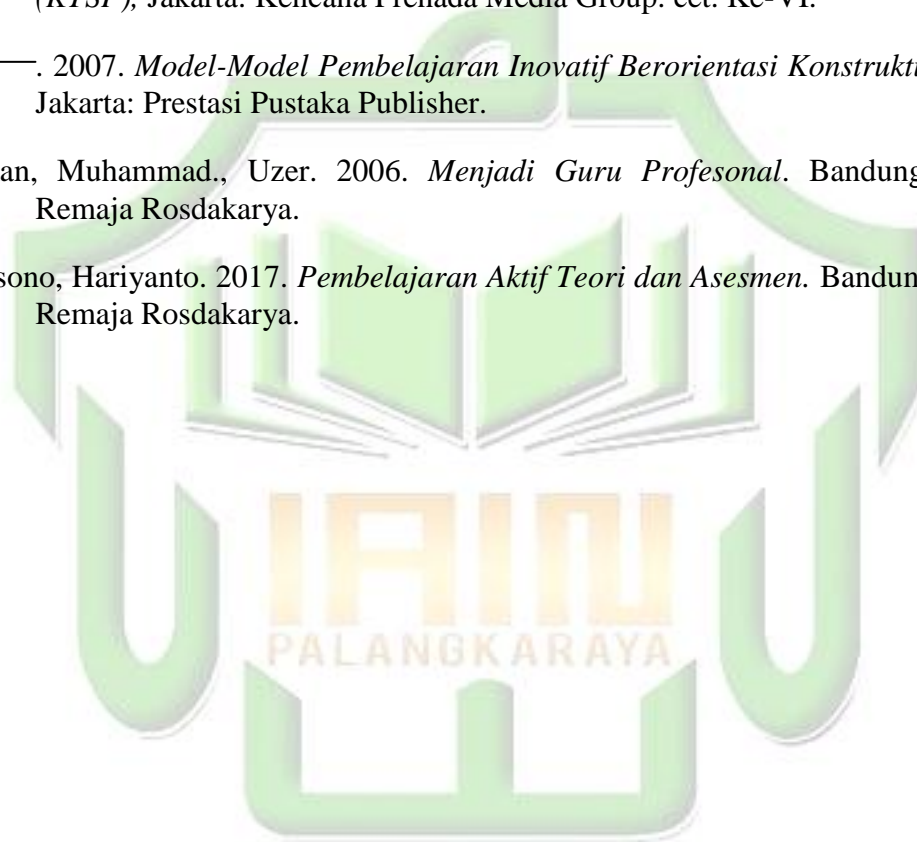 (KTSP), Jakarta: Kencana Prenada Media Group. cet. Ke-VI.
. 2007. Model-Model Pembelajaran Inovatif Berorientasi Konstrukti
Jakarta: Prestasi Pustaka Publisher.
an, Muhammad., Uzer. 2006. Menjadi Guru Profesonal. Bandung
Remaja Rosdakarya.
sono, Hariyanto. 2017. Pembelajaran Aktif Teori dan Asesmen. Bandun
Remaja Rosdakarya.
IAIN
PALANGKARAYA